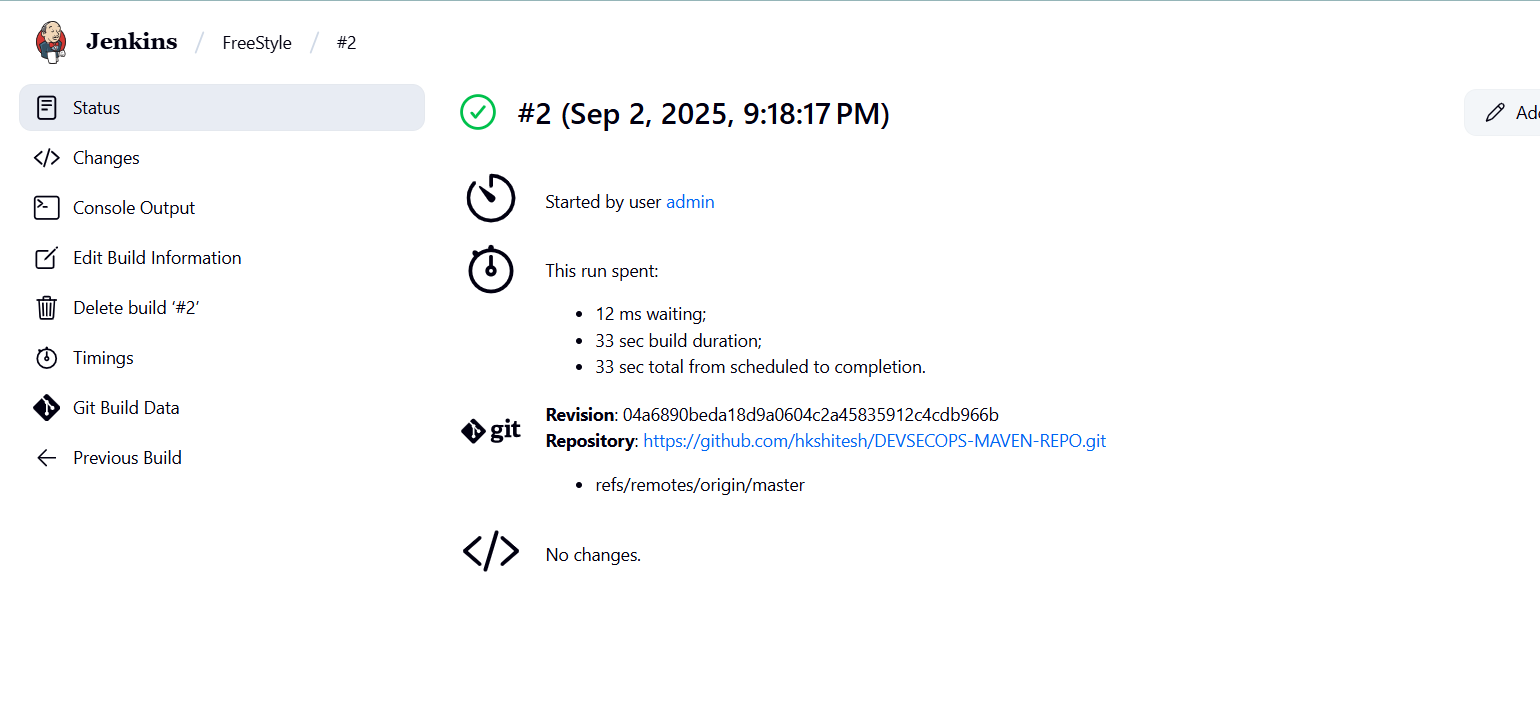 Jenkins / FreeStyle / #2
Status
Changes
Console Output
Edit Build Information
Delete build ‘#2’
Timings
Git Build Data
Previous Build
#2 (Sep 2, 2025, 9:18:17 PM)
Started by user admin
This run spent:
• 12 ms waiting;
• 33 sec build duration;
• 33 sec total from scheduled to completion.
git
Revision: 04a6890beda18d9a0604c2a45835912c4cdb966b
Repository: https://github.com/hkshitesh/DEVSECOPS-MAVEN-REPO.git
• refs/remotes/origin/master
No changes.